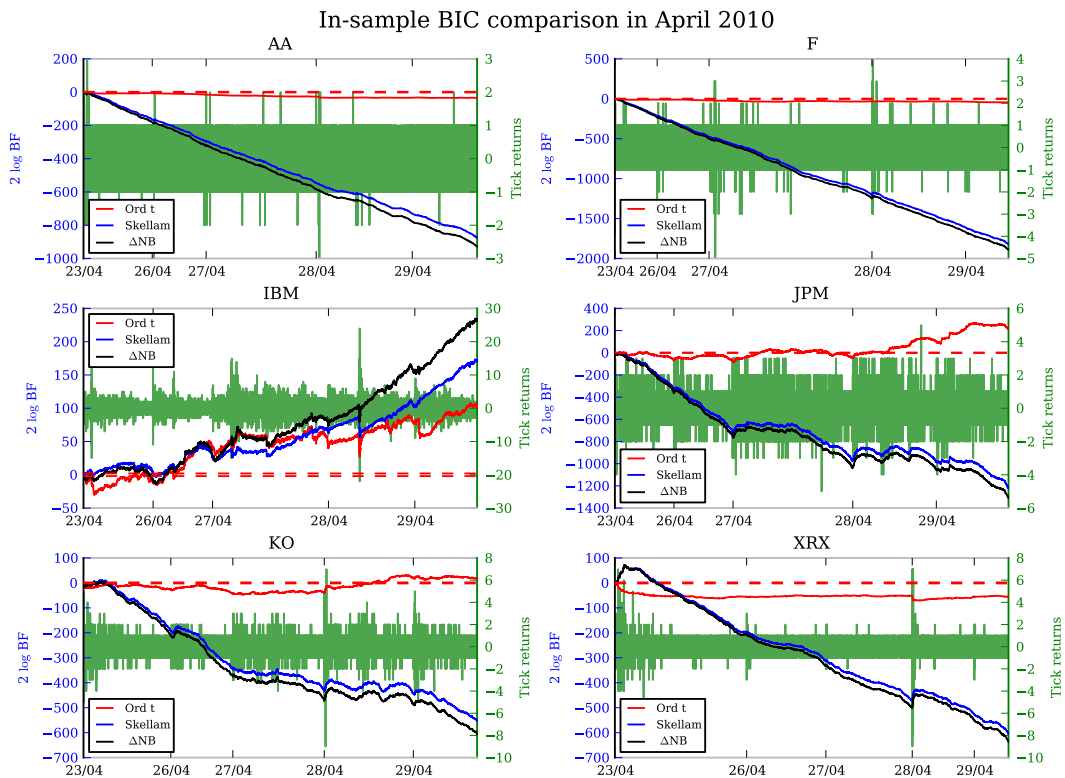 In-sample BIC comparison in April 2010
AA
200
0
−200
−400
−600
−800
−1000
2 log BF
3
2
1
0
−1
−2
−3
Tick returns
Ord t
Skellam
ΔNB
23/04 26/04 27/04 28/04 29/04
F
500
0
−500
−1000
−1500
−2000
2 log BF
4
3
2
1
0
−1
−2
−3
−4
−5
Tick returns
Ord t
Skellam
ΔNB
23/04 26/04 27/04 28/04 29/04
IBM
250
200
150
100
50
0
−50
2 log BF
30
20
10
0
−10
−20
−30
Tick returns
Ord t
Skellam
ΔNB
23/04 26/04 27/04 28/04 29/04
JPM
400
200
0
−200
−400
−600
−800
−1000
−1200
−1400
2 log BF
6
4
2
0
−2
−4
−6
Tick returns
Ord t
Skellam
ΔNB
23/04 26/04 27/04 28/04 29/04
KO
100
0
−100
−200
−300
−400
−500
−600
−700
2 log BF
8
6
4
2
0
−2
−4
−6
−8
−10
Tick returns
Ord t
Skellam
ΔNB
23/04 26/04 27/04 28/04 29/04
XRX
100
0
−100
−200
−300
−400
−500
−600
−700
2 log BF
8
6
4
2
0
−2
−4
−6
−8
−10
Tick returns
Ord t
Skellam
ΔNB
23/04 26/04 27/04 28/04 29/04